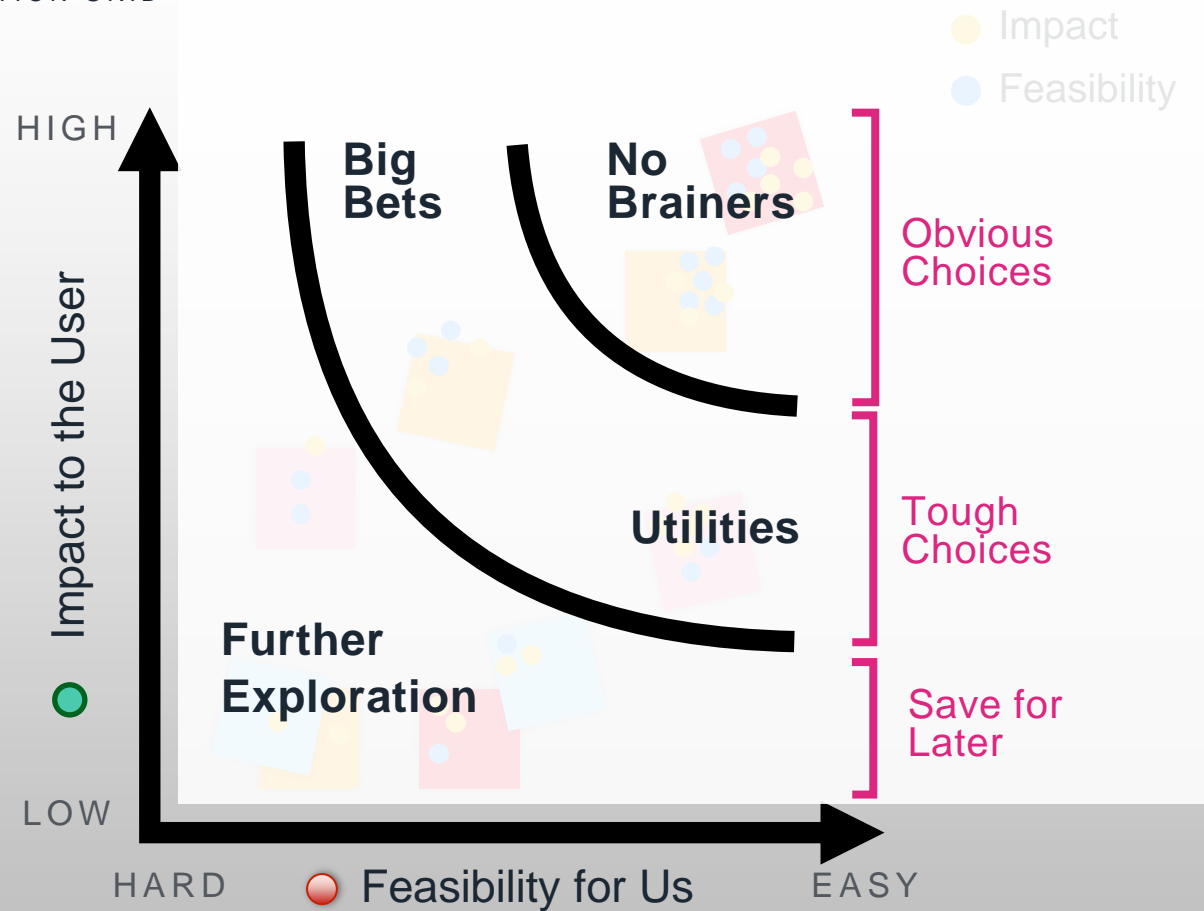 Impact
Feasibility
HIGH
Big
Bets
No
Brainers
Obvious
Choices
Impact to the User
Utilities
Tough
Choices
Further
Exploration
Save for
Later
LOW
HARD
Feasibility for Us
EASY